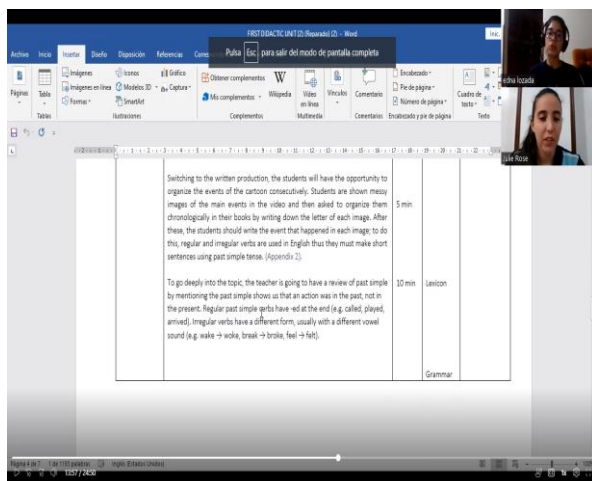 FIRST DIDACTIC UNIT (2) (Reparado) (2) - Word
Inic.
Archivo Inicio Insertar Diseño Disposición Referencias
Pulsa Esc para salir del modo de pantalla completa
Páginas
Tabla
Tablas
Imágenes
Imágenes en línea
Formas
Iconos
Modelos 3D
SmartArt
Gráfico
Captura
Ilustraciones
Obtener complementos
Mis complementos
Wikipedia
Complementos
Vídeo
en línea
Multimedia
Vínculos
Comentario
Comentarios
Encabezado
Pie de página
Número de página
Encabezado y pie de página
Cuadro de
texto
Texto
edna lozada
Julie Rose
Switching to the written production, the students will have the opportunity to
organize the events of the cartoon consecutively. Students are shown messy
images of the main events in the video and then asked to organize them
chronologically in their books by writing down the letter of each image. After
these, the students should write the event that happened in each image; to do
this, regular and irregular verbs are used in English thus they must make short
sentences using past simple tense. (Appendix 2).
5 min
To go deeply into the topic, the teacher is going to have a review of past simple
by mentioning the past simple shows us that an action was in the past, not in
the present. Regular past simple verbs have -ed at the end (e.g. called, played,
arrived). Irregular verbs have a different form, usually with a different vowel
sound (e.g. wake → woke, break → broke, feel → felt).
10 min
Lexicon
Grammar
Página 4 de 7
1 de 1195 palabras
Inglés (Estados Unidos)